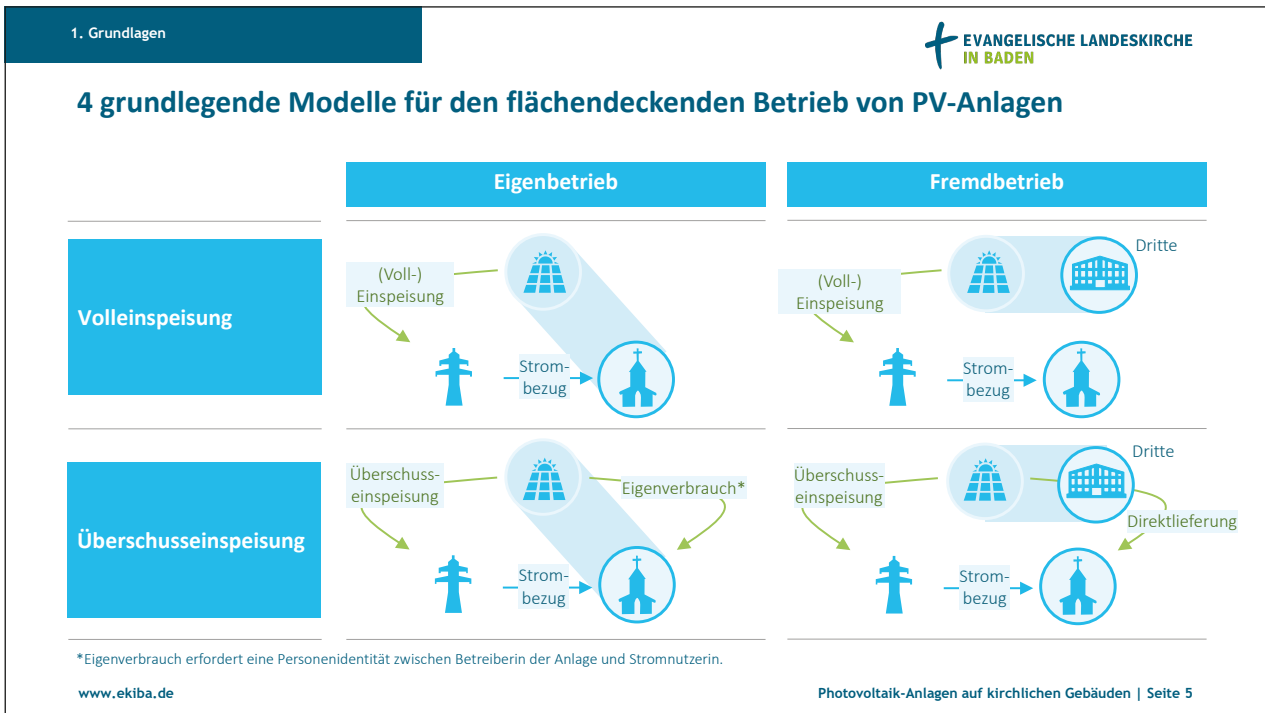 1. Grundlagen
EVANGELISCHE LANDESKIRCHE
IN BADEN
4 grundlegende Modelle für den flächendeckenden Betrieb von PV-Anlagen
Eigenbetrieb
Fremdbetrieb
Volleinspeisung
(Voll-)
Einspeisung
Strom-
bezug
(Voll-)
Einspeisung
Dritte
Strom-
bezug
Überschusseinspeisung
Überschuss-
einspeisung
Eigenverbrauch*
Strom-
bezug
Überschuss-
einspeisung
Dritte
Direktlieferung
Strom-
bezug
*Eigenverbrauch erfordert eine Personenidentität zwischen Betreiberin der Anlage und Stromnutzerin.
www.ekiba.de
Photovoltaik-Anlagen auf kirchlichen Gebäuden | Seite 5